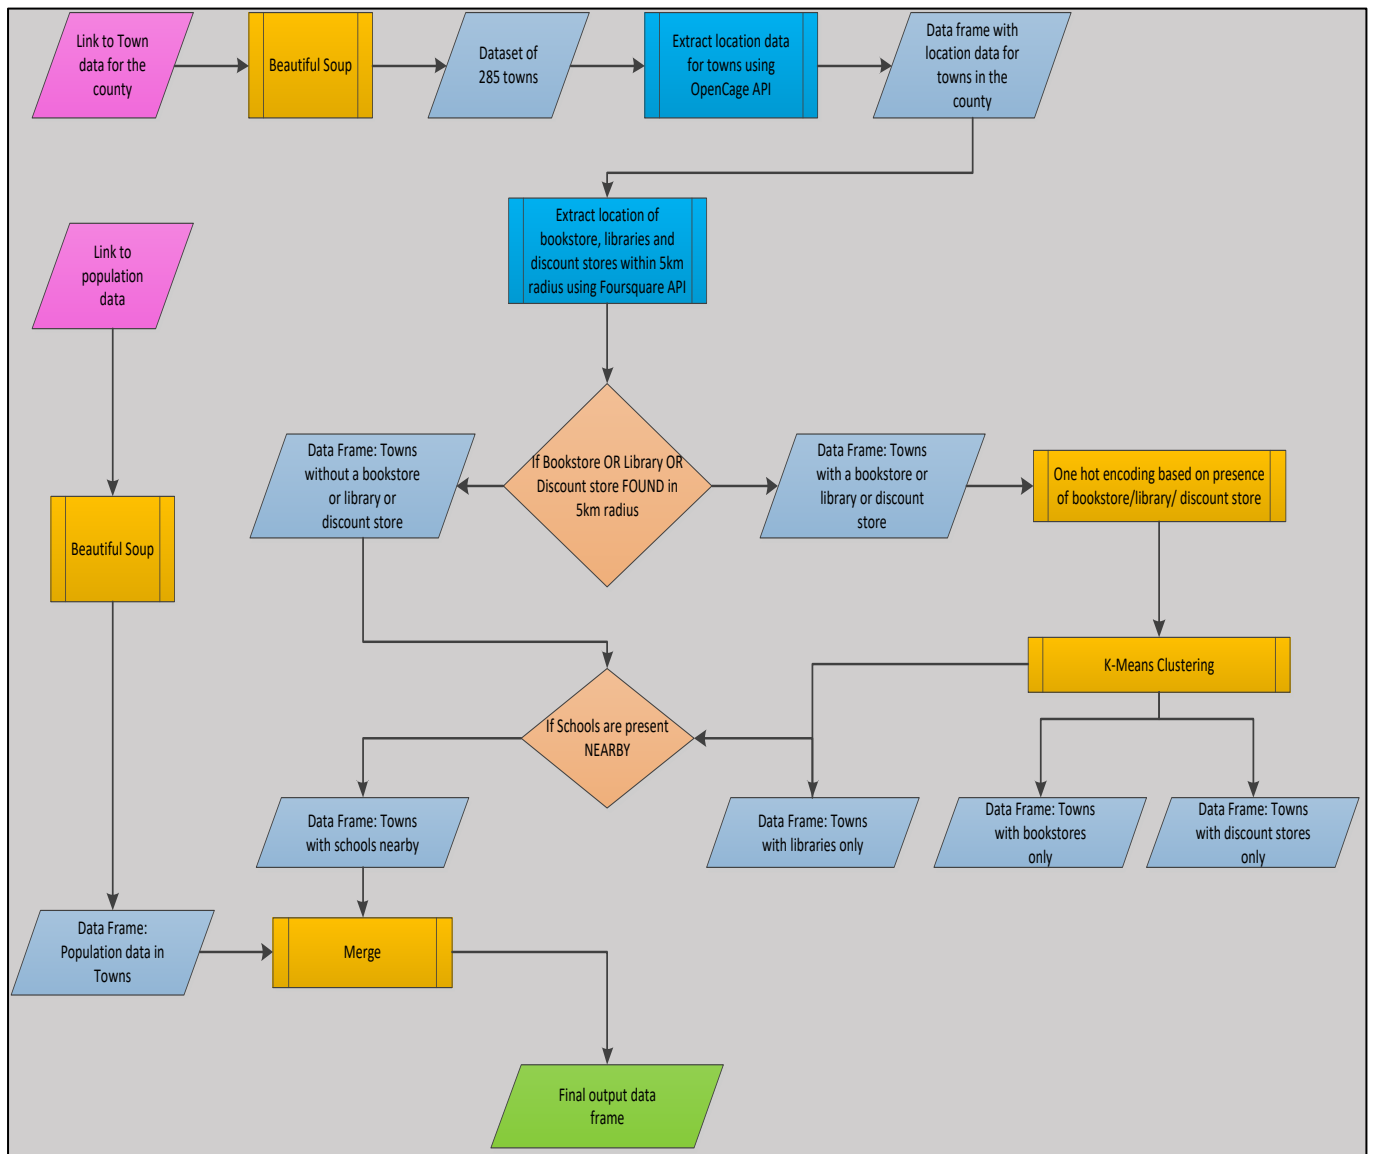 Link to Town
data for the
county
Beautiful Soup
Dataset of
285 towns
Extract location data
for towns using
OpenCage API
Data frame with
location data for
towns in the
county
Extract location of
bookstore, libraries and
discount stores within 5km
radius using Foursquare API
Link to
population
data
Data Frame: Towns
without a bookstore
or library or
discount store
If Bookstore OR Library OR
Discount store FOUND in
5km radius
Data Frame: Towns
with a bookstore or
library or discount
store
One hot encoding based on presence
of bookstore/library/ discount store
Beautiful Soup
K-Means Clustering
If Schools are present
NEARBY
Data Frame: Towns
with schools nearby
Data Frame: Towns
with libraries only
Data Frame: Towns
with bookstores
only
Data Frame: Towns
with discount stores
only
Data Frame:
Population data in
Towns
Merge
Final output data
frame